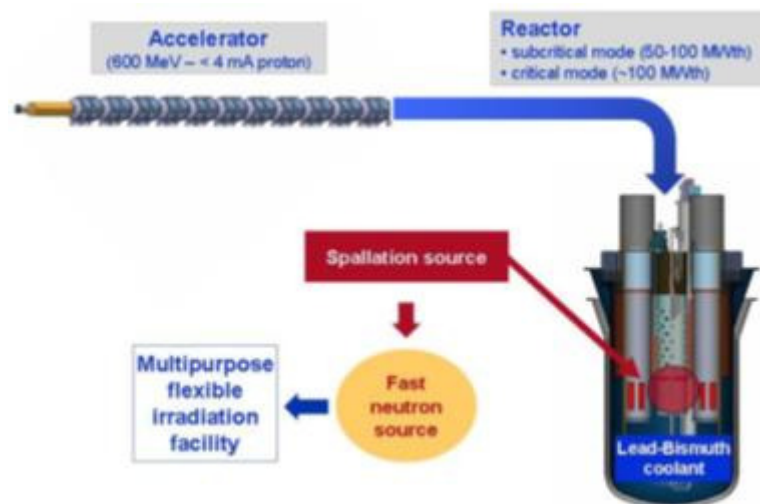 Accelerator
(600 MeV – < 4 mA proton)
Reactor
• subcritical mode (50-100 MWth)
• critical mode (~100 MWth)
Spallation source
Multipurpose
flexible
irradiation
facility
Fast
neutron
source
Lead-Bismuth
coolant